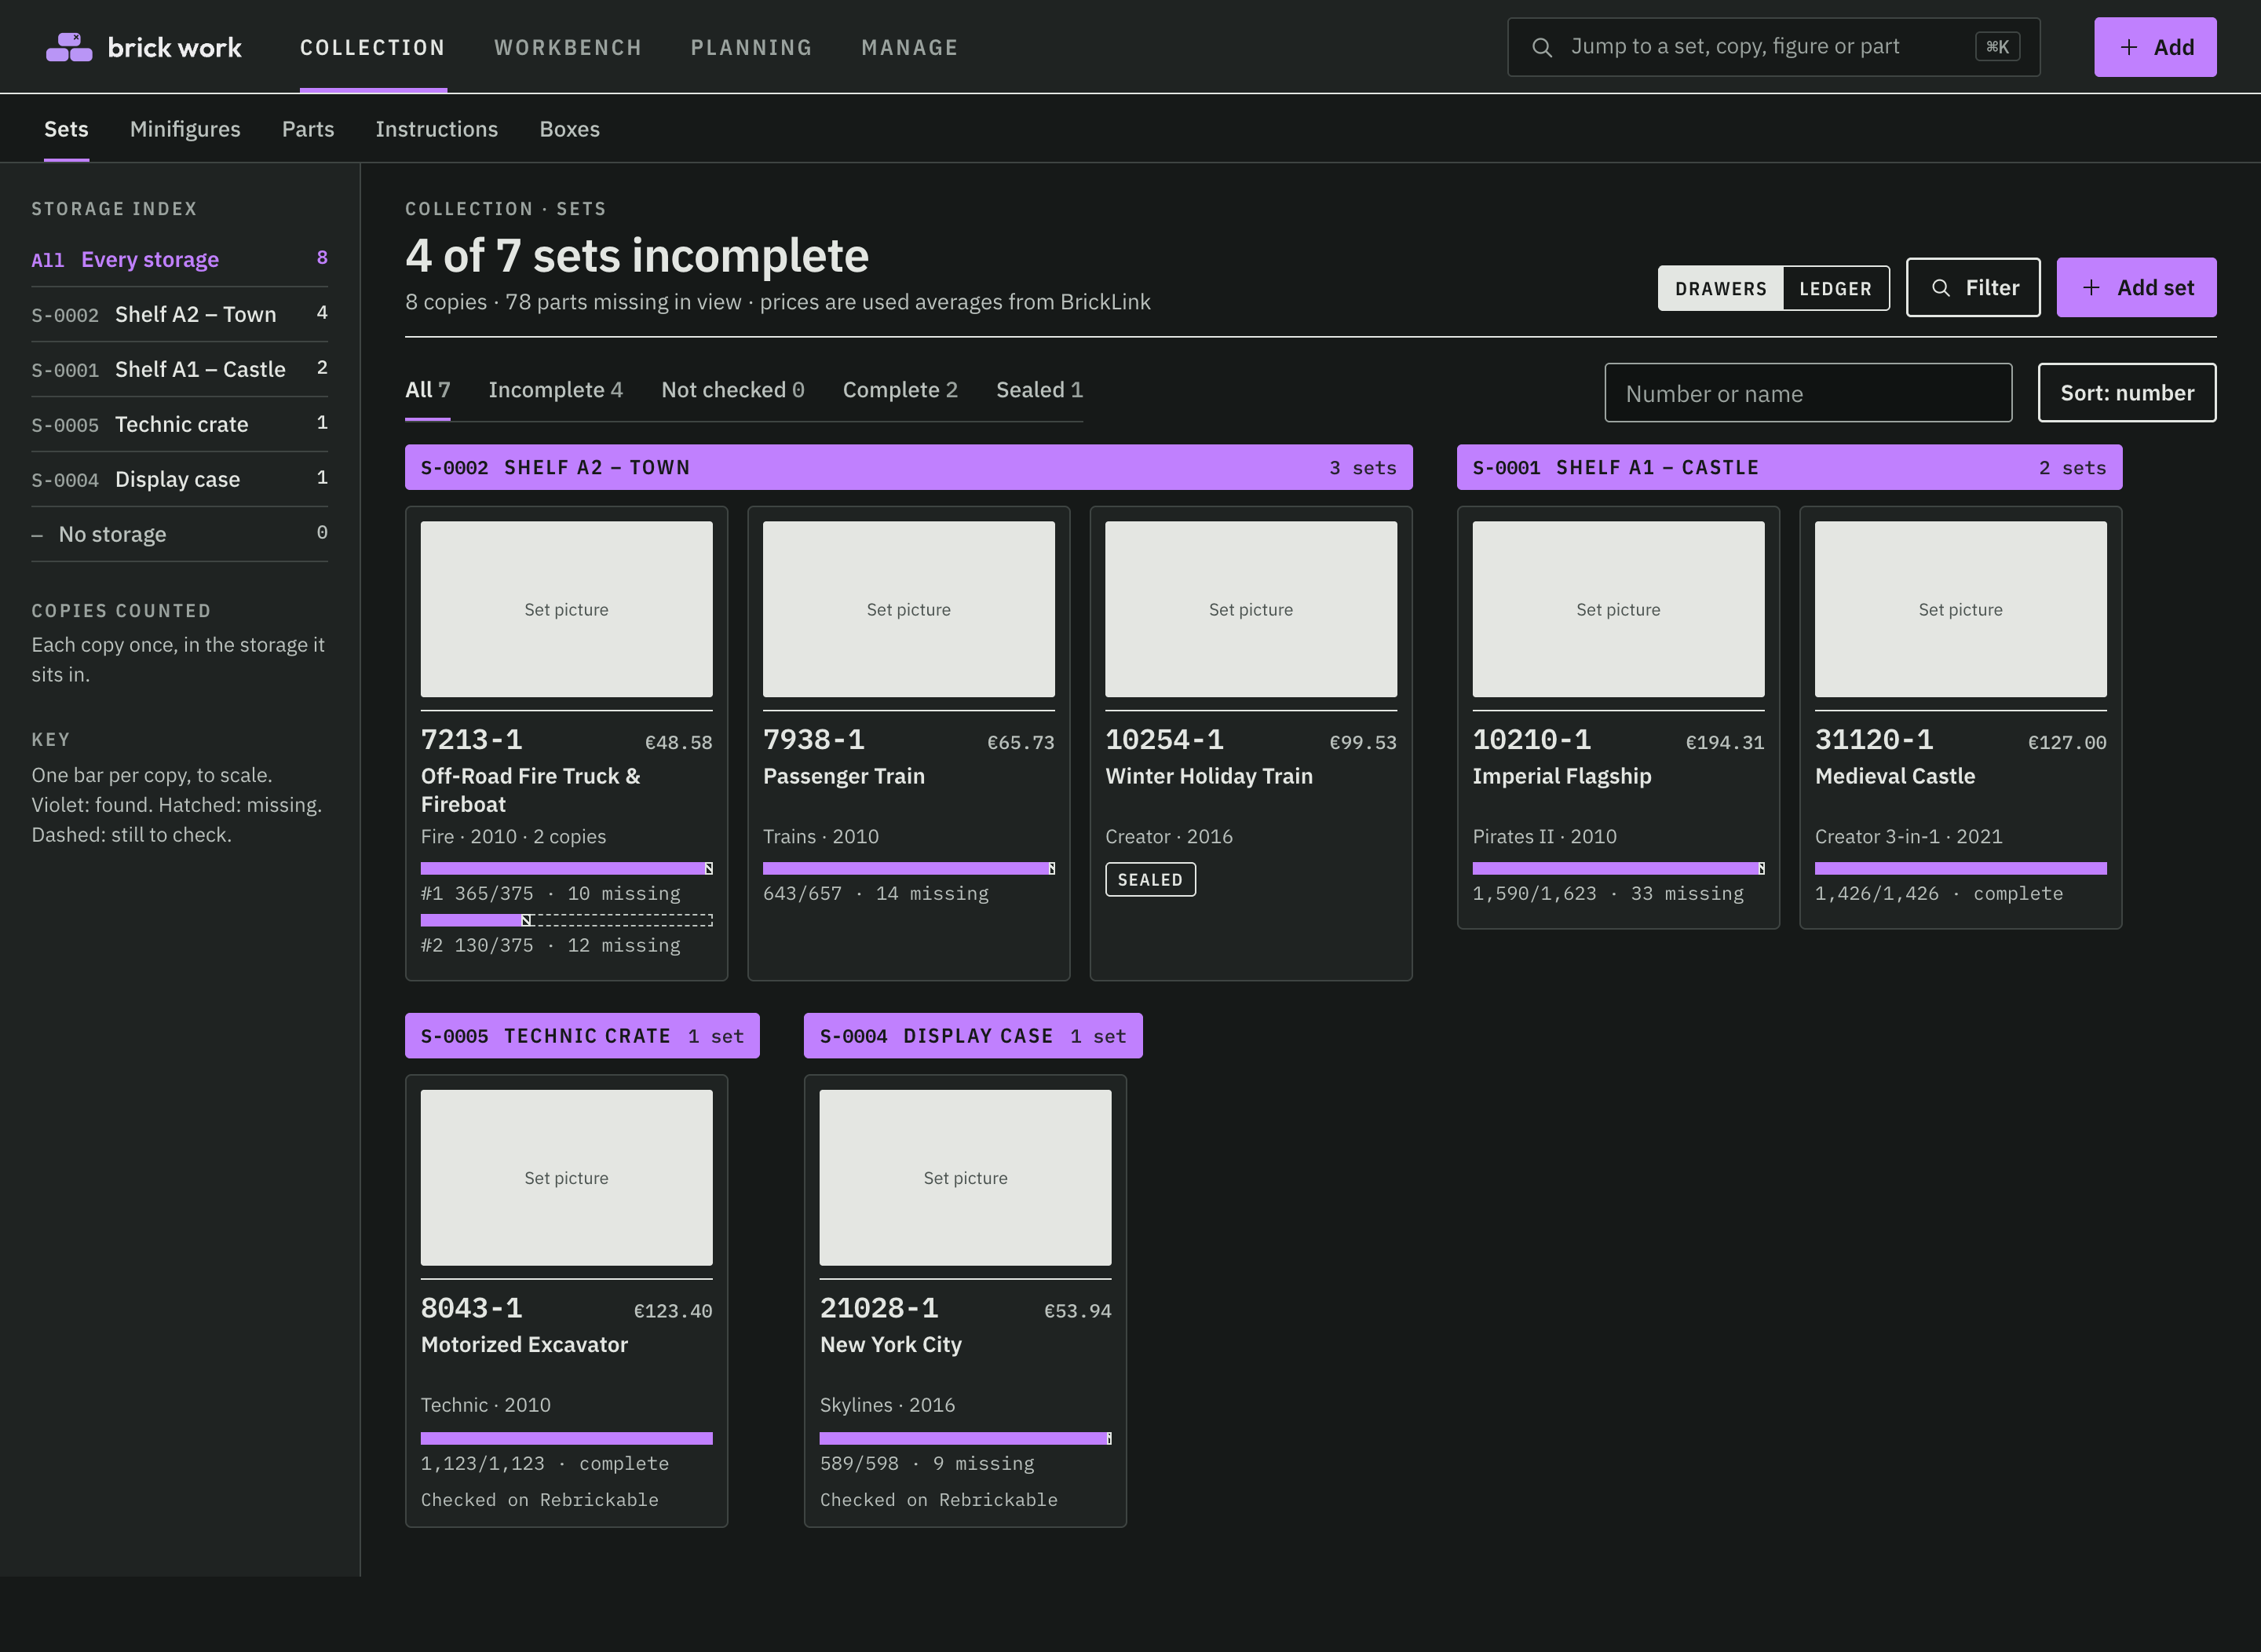 brick work
COLLECTION
WORKBENCH
PLANNING
MANAGE
Jump to a set, copy, figure or part
⌘K
Add
Sets
Minifigures
Parts
Instructions
Boxes
STORAGE INDEX
All Every storage 8
S-0002 Shelf A2 – Town 4
S-0001 Shelf A1 – Castle 2
S-0005 Technic crate 1
S-0004 Display case 1
– No storage 0
COPIES COUNTED
Each copy once, in the storage it
sits in.
KEY
One bar per copy, to scale.
Violet: found. Hatched: missing.
Dashed: still to check.
COLLECTION · SETS
4 of 7 sets incomplete
8 copies · 78 parts missing in view · prices are used averages from BrickLink
DRAWERS
LEDGER
Filter
Add set
All 7
Incomplete 4
Not checked 0
Complete 2
Sealed 1
Number or name
Sort: number
S-0002 SHELF A2 – TOWN 3 sets
Set picture
7213-1 €48.58
Off-Road Fire Truck &
Fireboat
Fire · 2010 · 2 copies
#1 365/375 · 10 missing
#2 130/375 · 12 missing
Set picture
7938-1 €65.73
Passenger Train
Trains · 2010
643/657 · 14 missing
Set picture
10254-1 €99.53
Winter Holiday Train
Creator · 2016
SEALED
S-0001 SHELF A1 – CASTLE 2 sets
Set picture
10210-1 €194.31
Imperial Flagship
Pirates II · 2010
1,590/1,623 · 33 missing
Set picture
31120-1 €127.00
Medieval Castle
Creator 3-in-1 · 2021
1,426/1,426 · complete
S-0005 TECHNIC CRATE 1 set
Set picture
8043-1 €123.40
Motorized Excavator
Technic · 2010
1,123/1,123 · complete
Checked on Rebrickable
S-0004 DISPLAY CASE 1 set
Set picture
21028-1 €53.94
New York City
Skylines · 2016
589/598 · 9 missing
Checked on Rebrickable